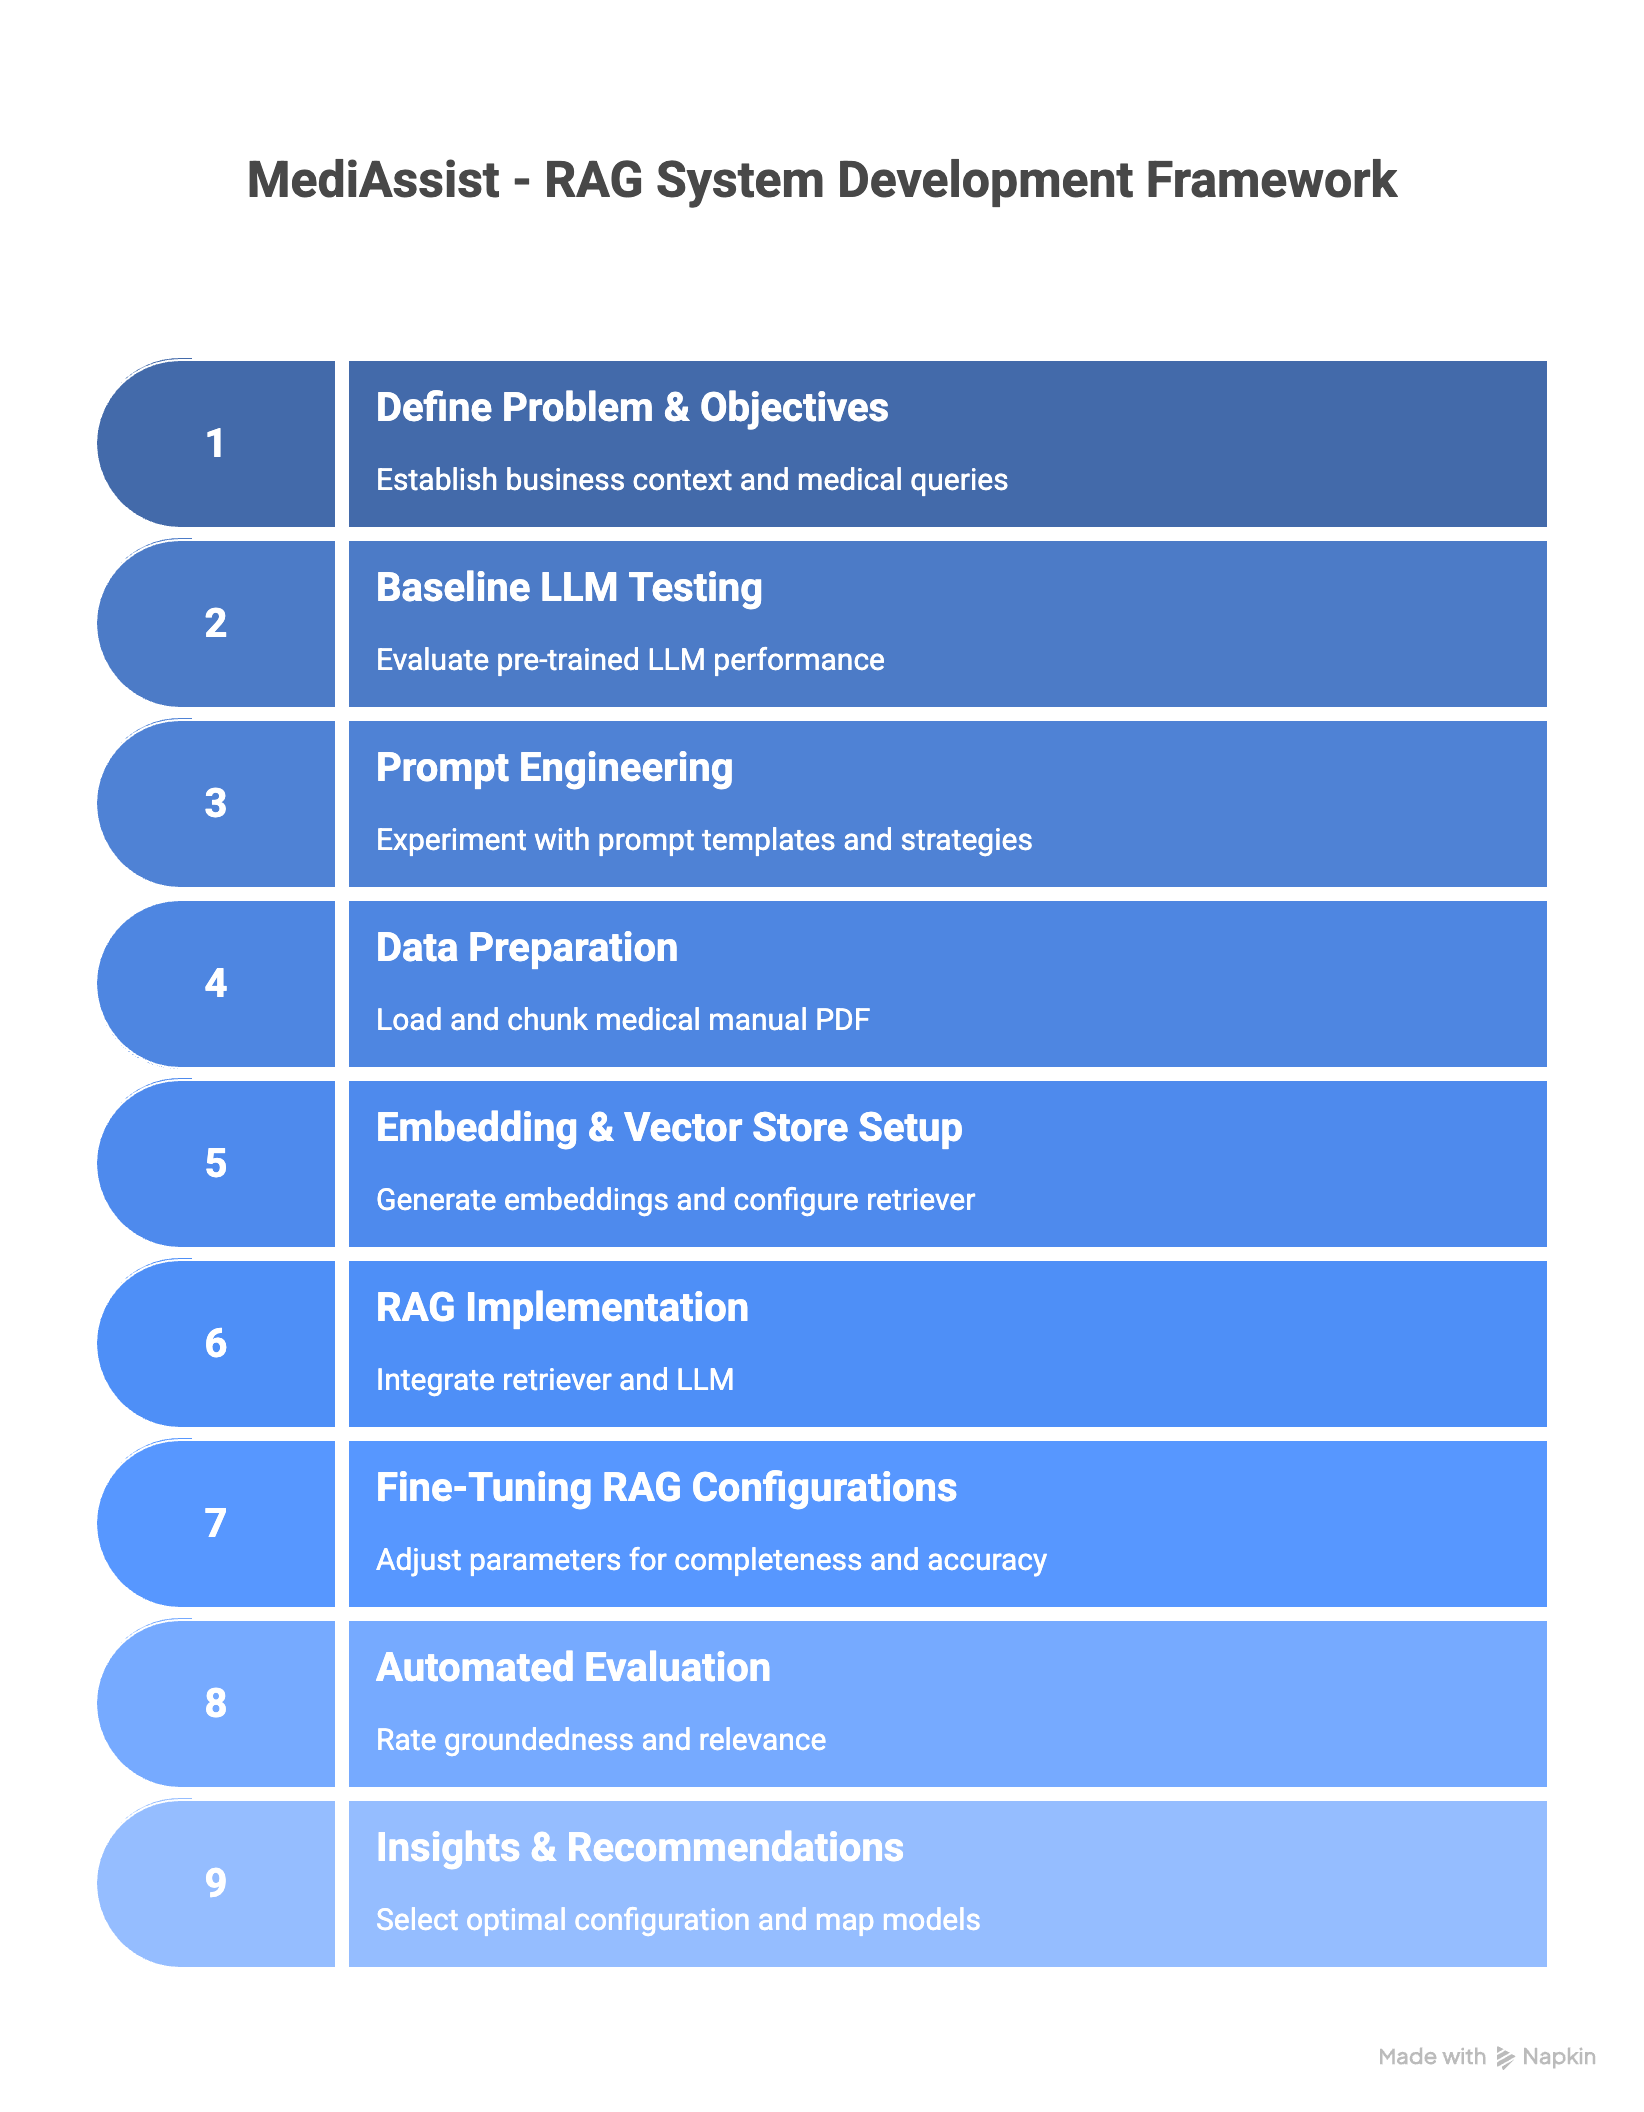 MediAssist - RAG System Development Framework
1
Define Problem & Objectives
Establish business context and medical queries
2
Baseline LLM Testing
Evaluate pre-trained LLM performance
3
Prompt Engineering
Experiment with prompt templates and strategies
4
Data Preparation
Load and chunk medical manual PDF
5
Embedding & Vector Store Setup
Generate embeddings and configure retriever
6
RAG Implementation
Integrate retriever and LLM
7
Fine-Tuning RAG Configurations
Adjust parameters for completeness and accuracy
8
Automated Evaluation
Rate groundedness and relevance
9
Insights & Recommendations
Select optimal configuration and map models
Made with Napkin